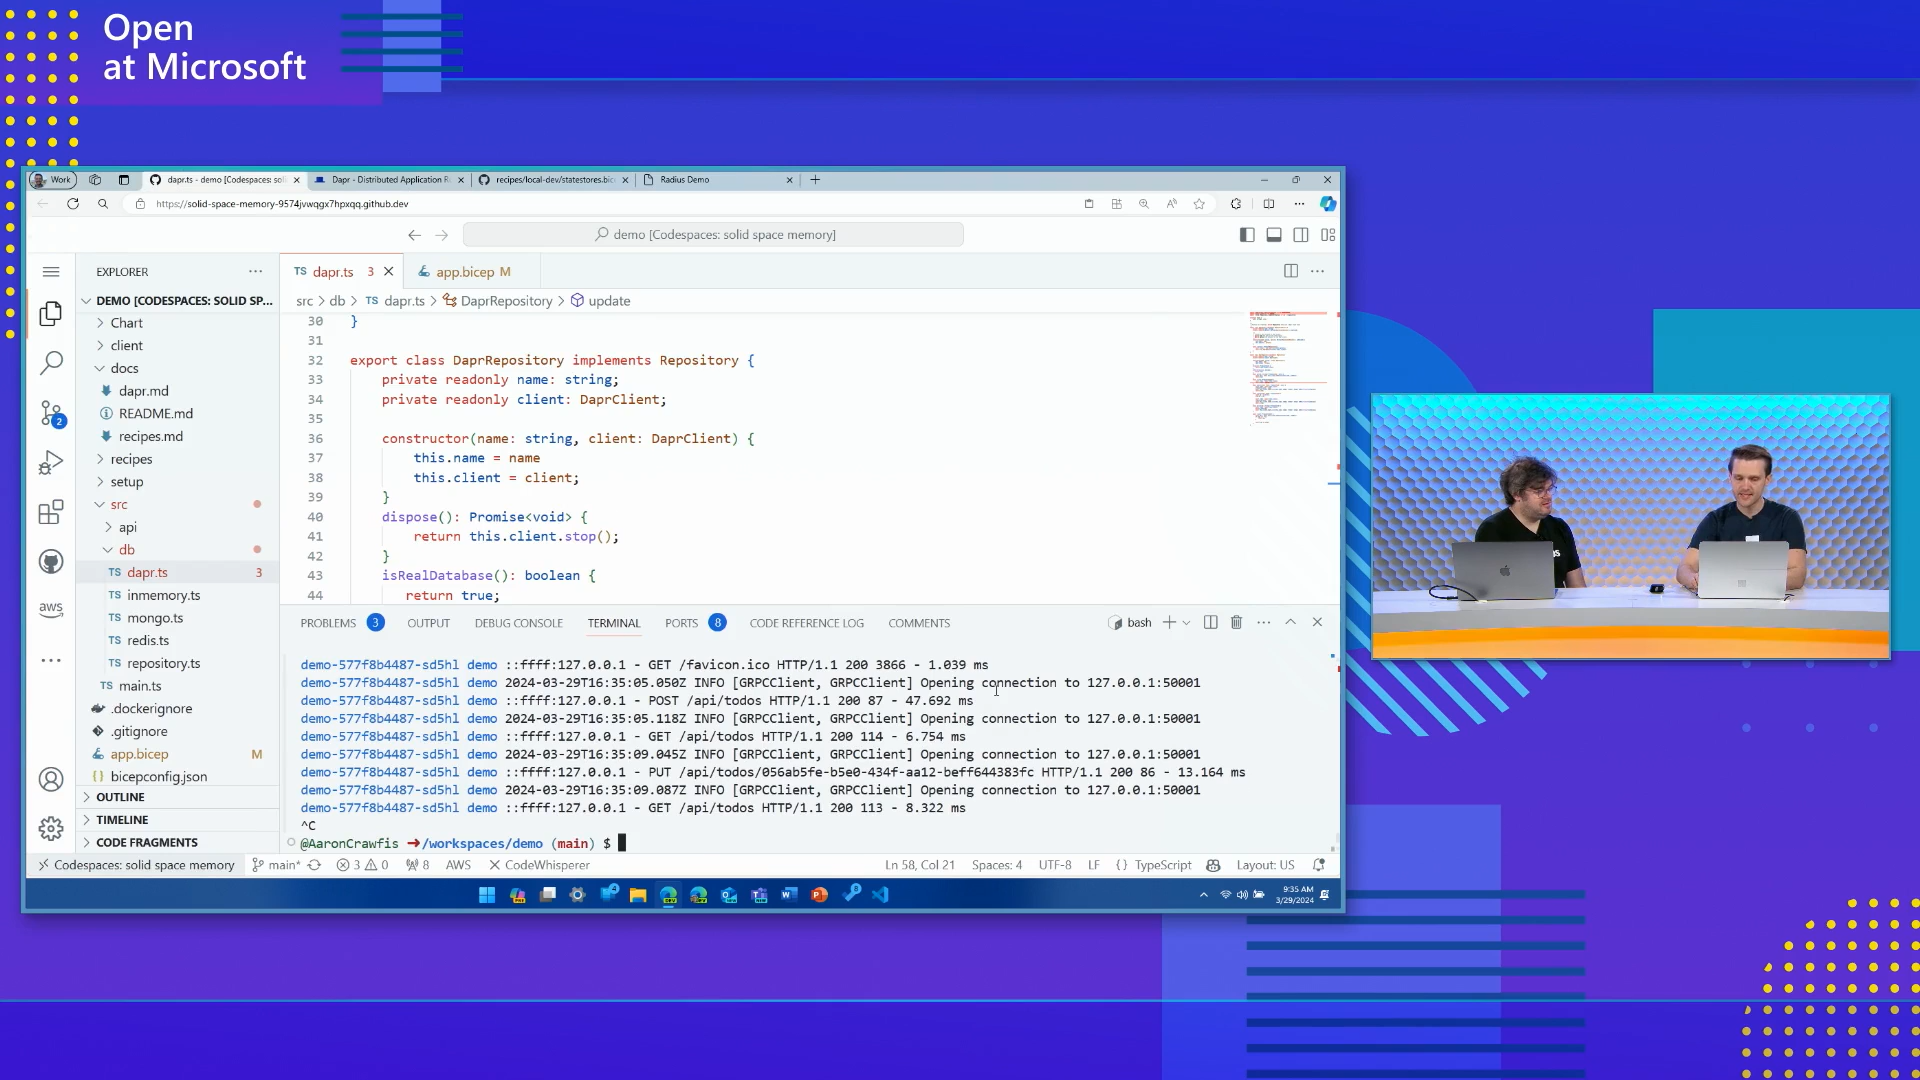 Open
at Microsoft
Work
dapr.ts - demo [Codespaces: soli
Dapr - Distributed Application R
recipes/local-dev/statestores.bic
Radius Demo
https://solid-space-memory-9574jvwqgx7hpxqq.github.dev
demo [Codespaces: solid space memory]
EXPLORER
TS dapr.ts 3
app.bicep M
DEMO [CODESPACES: SOLID SP...
src > db > TS dapr.ts > DaprRepository > update
Chart
client
docs
dapr.md
README.md
recipes.md
recipes
setup
src
api
db
TS dapr.ts 3
TS inmemory.ts
TS mongo.ts
TS redis.ts
TS repository.ts
TS main.ts
.dockerignore
.gitignore
app.bicep M
bicepconfig.json
OUTLINE
TIMELINE
CODE FRAGMENTS
2
aws
30 }
31
32 export class DaprRepository implements Repository {
33 private readonly name: string;
34 private readonly client: DaprClient;
35
36 constructor(name: string, client: DaprClient) {
37 this.name = name
38 this.client = client;
39 }
40 dispose(): Promise<void> {
41 return this.client.stop();
42 }
43 isRealDatabase(): boolean {
44 return true;
PROBLEMS 3 OUTPUT DEBUG CONSOLE TERMINAL PORTS 8 CODE REFERENCE LOG COMMENTS bash
demo-577f8b4487-sd5hl demo ::ffff:127.0.0.1 - GET /favicon.ico HTTP/1.1 200 3866 - 1.039 ms
demo-577f8b4487-sd5hl demo 2024-03-29T16:35:05.050Z INFO [GRPCClient, GRPCClient] Opening connection to 127.0.0.1:50001
demo-577f8b4487-sd5hl demo ::ffff:127.0.0.1 - POST /api/todos HTTP/1.1 200 87 - 47.692 ms
demo-577f8b4487-sd5hl demo 2024-03-29T16:35:05.118Z INFO [GRPCClient, GRPCClient] Opening connection to 127.0.0.1:50001
demo-577f8b4487-sd5hl demo ::ffff:127.0.0.1 - GET /api/todos HTTP/1.1 200 114 - 6.754 ms
demo-577f8b4487-sd5hl demo 2024-03-29T16:35:09.045Z INFO [GRPCClient, GRPCClient] Opening connection to 127.0.0.1:50001
demo-577f8b4487-sd5hl demo ::ffff:127.0.0.1 - PUT /api/todos/056ab5fe-b5e0-434f-aa12-beff644383fc HTTP/1.1 200 86 - 13.164 ms
demo-577f8b4487-sd5hl demo 2024-03-29T16:35:09.087Z INFO [GRPCClient, GRPCClient] Opening connection to 127.0.0.1:50001
demo-577f8b4487-sd5hl demo ::ffff:127.0.0.1 - GET /api/todos HTTP/1.1 200 113 - 8.322 ms
^C
@AaronCrawfis ➜/workspaces/demo (main) $
Codespaces: solid space memory main* 3 0 8 AWS CodeWhisperer Ln 58, Col 21 Spaces: 4 UTF-8 LF { } TypeScript Layout: US
9:35 AM
3/29/2024